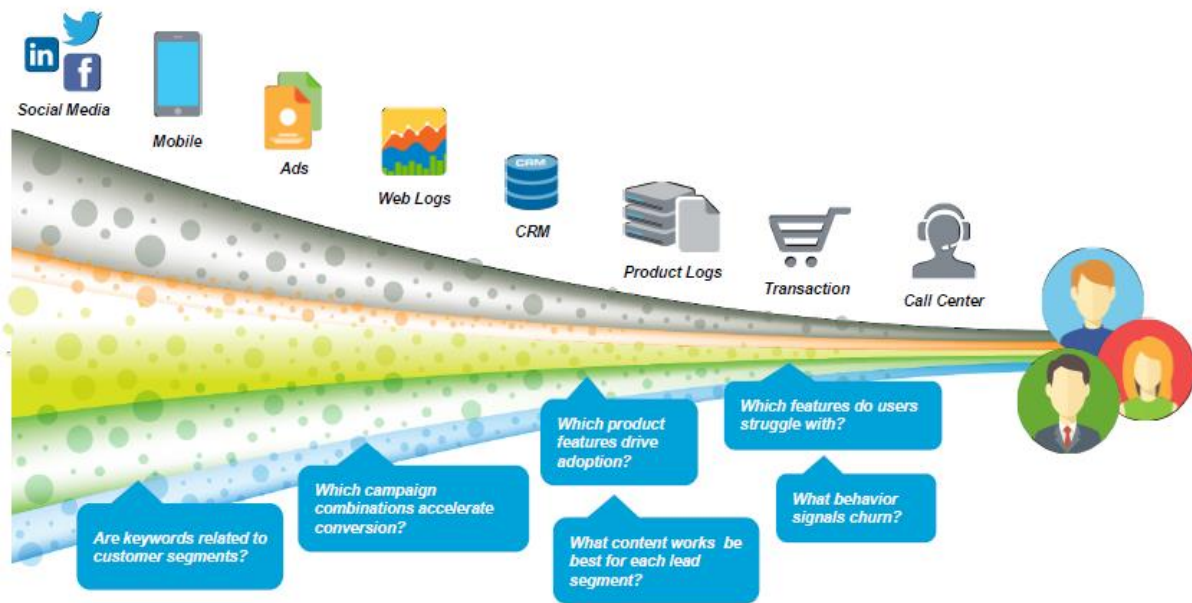 in
f
Social Media
Mobile
Ads
Web Logs
CRM
CRM
Product Logs
Transaction
Call Center
Are keywords related to
customer segments?
Which campaign
combinations accelerate
conversion?
Which product
features drive
adoption?
What content works  be
best for each lead
segment?
Which features do users
struggle with?
What behavior
signals churn?